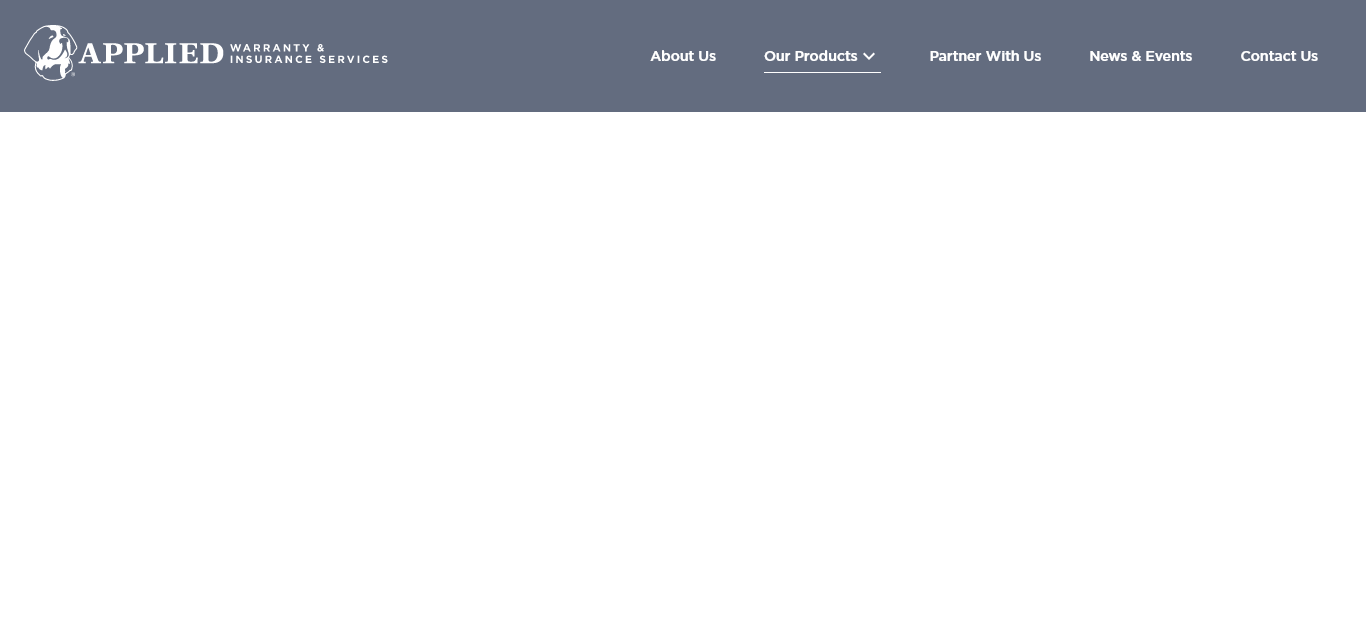 APPLIED
WARRANTY &
INSURANCE SERVICES
About Us
Our Products
Partner With Us
News & Events
Contact Us